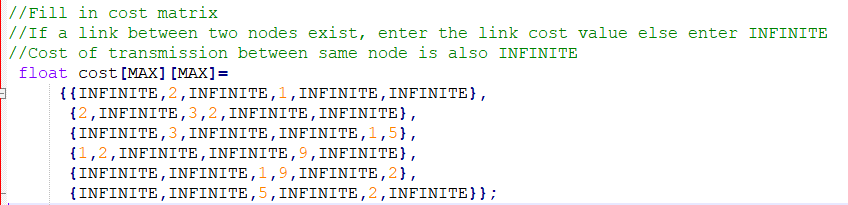 //Fill in cost matrix
//If a link between two nodes exist, enter the link cost value else enter INFINITE
//Cost of transmission between same node is also INFINITE
float cost[MAX][MAX]=
{{INFINITE,2,INFINITE,1,INFINITE,INFINITE},
{2,INFINITE,3,2,INFINITE,INFINITE},
{INFINITE,3,INFINITE,INFINITE,1,5},
{1,2,INFINITE,INFINITE,9,INFINITE},
{INFINITE,INFINITE,1,9,INFINITE,2},
{INFINITE,INFINITE,5,INFINITE,2,INFINITE}};